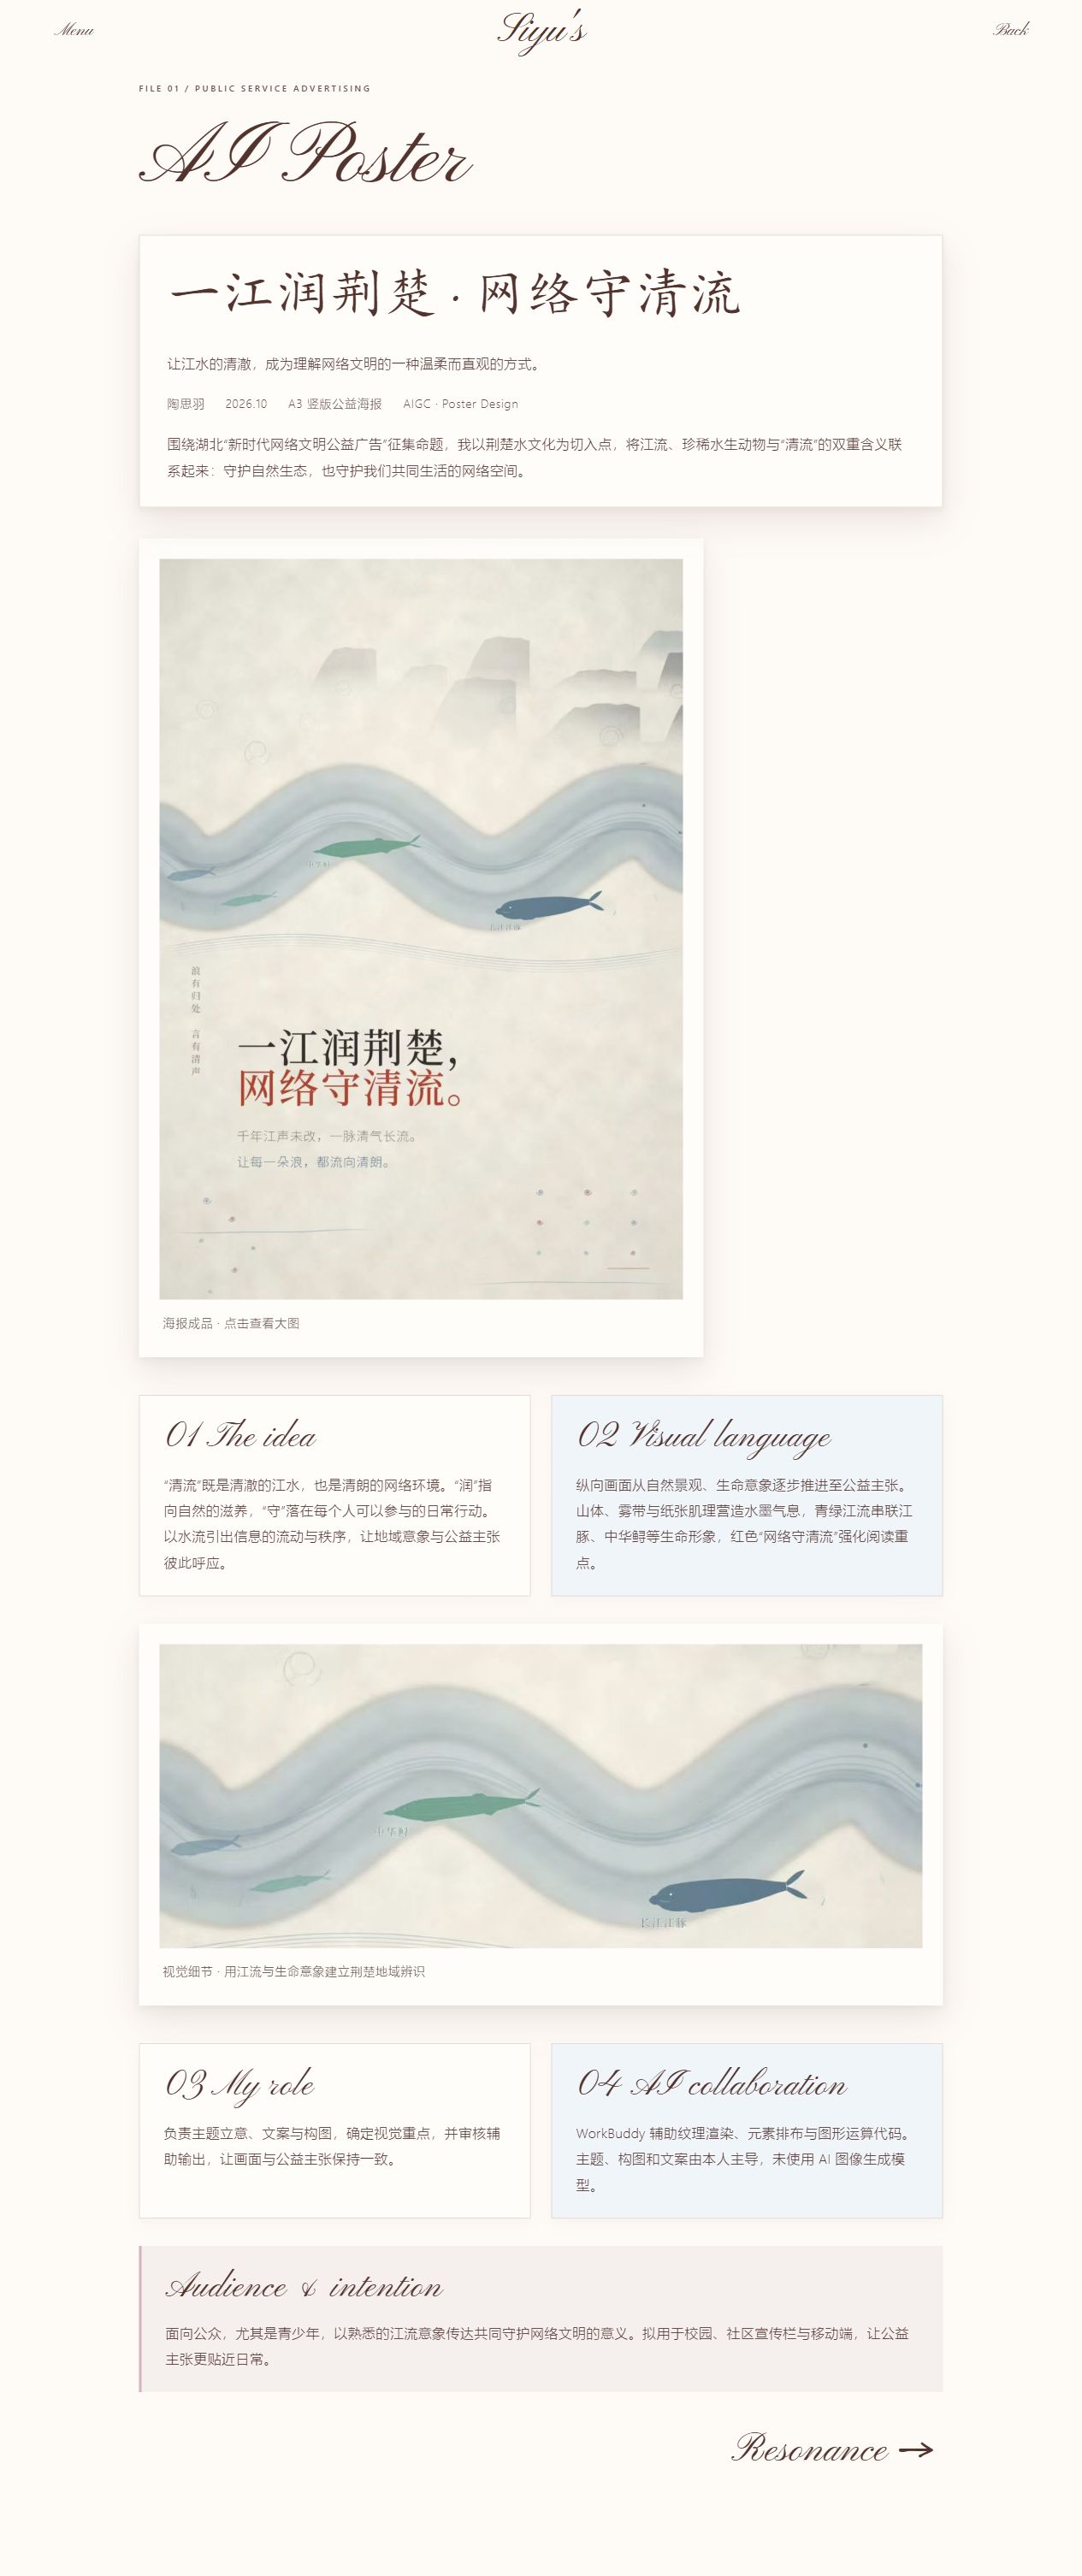 Menu
Siyu's
Back
FILE 01 / PUBLIC SERVICE ADVERTISING
AI Poster
一江润荆楚 · 网络守清流
让江水的清澈，成为理解网络文明的一种温柔而直观的方式。
陶思羽 2026.10 A3 竖版公益海报 AIGC · Poster Design
围绕湖北“新时代网络文明公益广告”征集命题，我以荆楚水文化为切入点，将江流、珍稀水生动物与“清流”的双重含义联
系起来：守护自然生态，也守护我们共同生活的网络空间。
长江江豚
浪有归处 言有清声
一江润荆楚，
网络守清流。
千年江声未改，一脉清气长流。
让每一朵浪，都流向清朗。
海报成品 · 点击查看大图
01 The idea
“清流”既是清澈的江水，也是清朗的网络环境。“润”指
向自然的滋养，“守”落在每个人可以参与的日常行动。
以水流引出信息的流动与秩序，让地域意象与公益主张
彼此呼应。
02 Visual language
纵向画面从自然景观、生命意象逐步推进至公益主张。
山体、雾带与纸张肌理营造水墨气息，青绿江流串联江
豚、中华鲟等生命形象，红色“网络守清流”强化阅读重
点。
长江江豚
视觉细节 · 用江流与生命意象建立荆楚地域辨识
03 My role
负责主题立意、文案与构图，确定视觉重点，并审核辅
助输出，让画面与公益主张保持一致。
04 AI collaboration
WorkBuddy 辅助纹理渲染、元素排布与图形运算代码。
主题、构图和文案由本人主导，未使用 AI 图像生成模
型。
Audience & intention
面向公众，尤其是青少年，以熟悉的江流意象传达共同守护网络文明的意义。拟用于校园、社区宣传栏与移动端，让公益
主张更贴近日常。
Resonance →